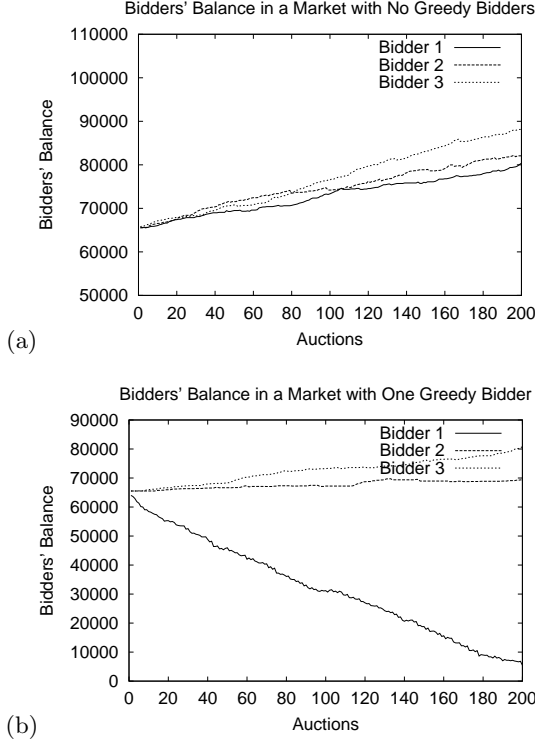 Bidders' Balance in a Market with No Greedy Bidders
110000
100000
90000
80000
70000
60000
50000
Bidders' Balance
Bidder 1
Bidder 2
Bidder 3
0 20 40 60 80 100 120 140 160 180 200
Auctions
(a)
Bidders' Balance in a Market with One Greedy Bidder
90000
80000
70000
60000
50000
40000
30000
20000
10000
0
Bidders' Balance
Bidder 1
Bidder 2
Bidder 3
0 20 40 60 80 100 120 140 160 180 200
Auctions
(b)